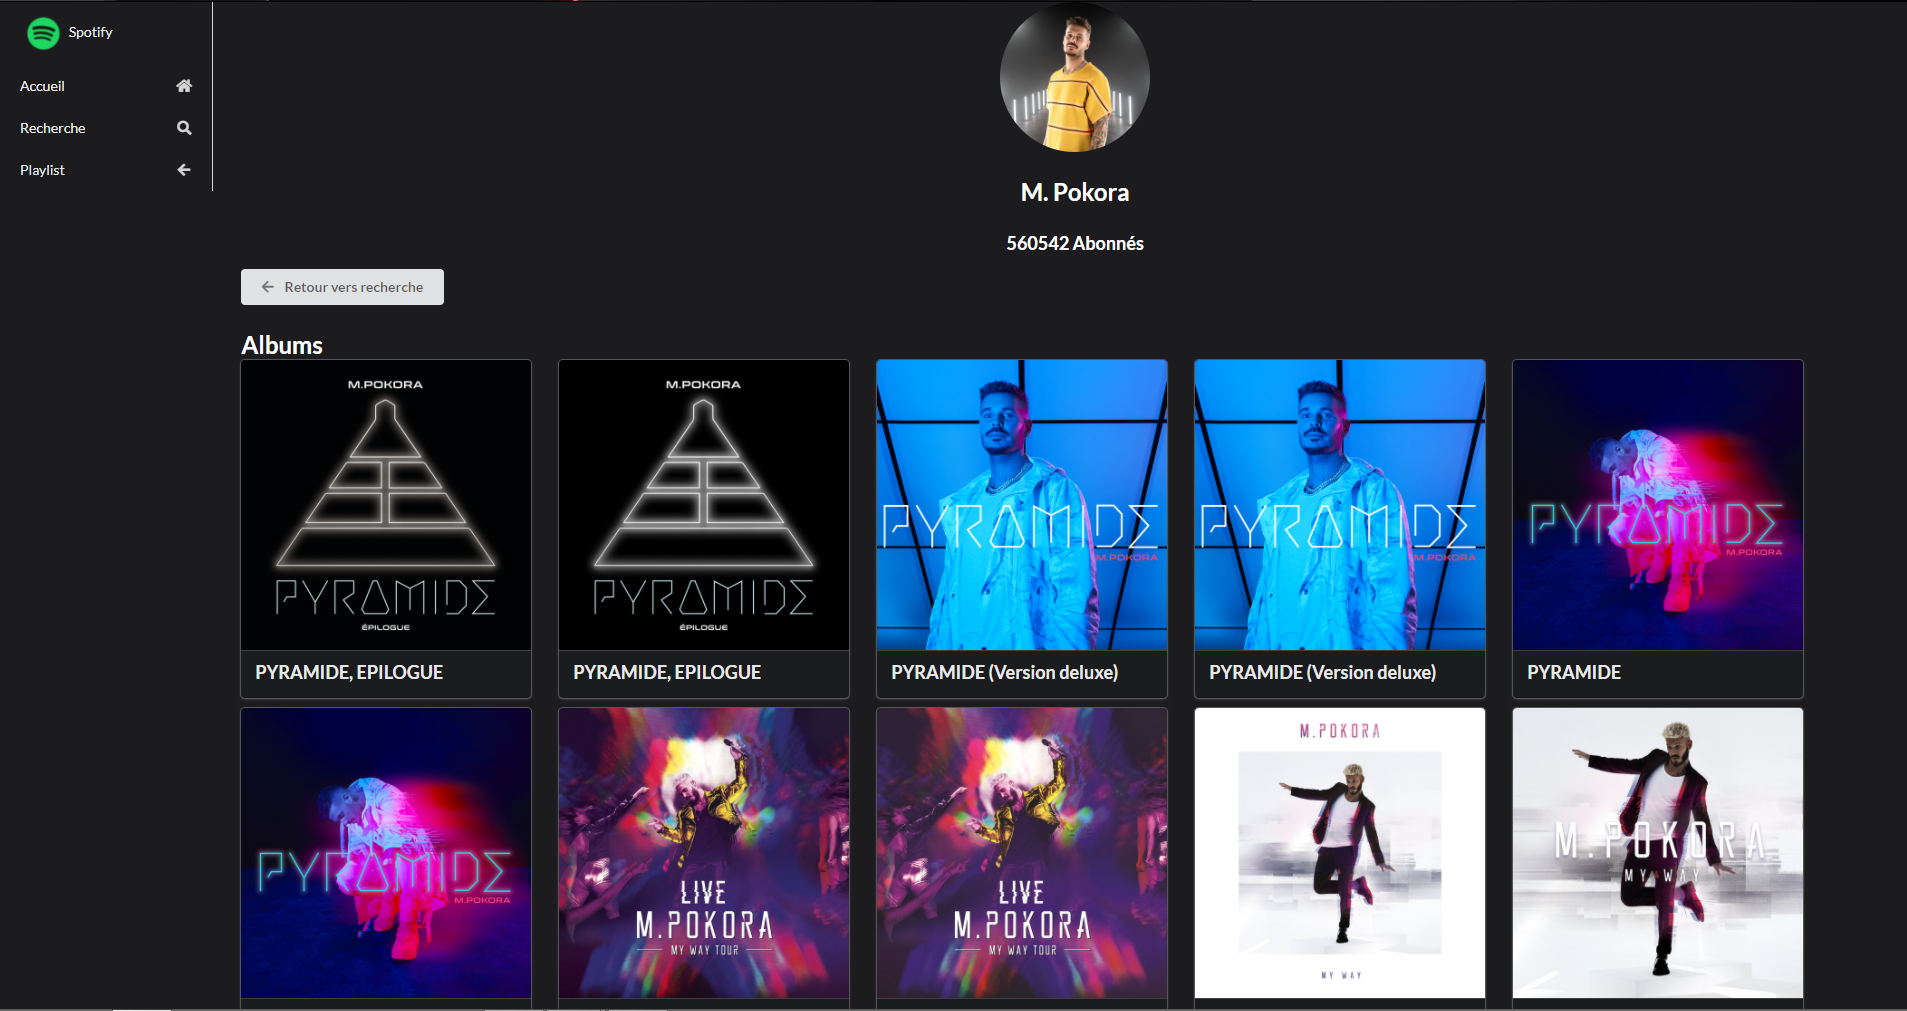 Spotify
Accueil
Recherche
Playlist
M. Pokora
560542 Abonnés
Retour vers recherche
Albums
M.POKORA
PYRAMIDE
ÉPILOGUE
PYRAMIDE, EPILOGUE
M.POKORA
PYRAMIDE
ÉPILOGUE
PYRAMIDE, EPILOGUE
PYRAMIDE
M.POKORA
PYRAMIDE (Version deluxe)
PYRAMIDE
M.POKORA
PYRAMIDE (Version deluxe)
PYRAMIDE
M.POKORA
PYRAMIDE
PYRAMIDE
M.POKORA
LIVE
M.POKORA
MY WAY TOUR
LIVE
M.POKORA
MY WAY TOUR
M.POKORA
MY WAY
M.POKORA
MY WAY